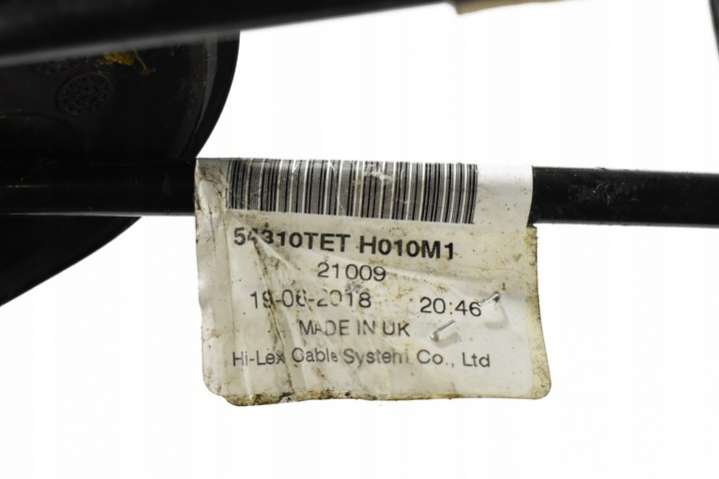 54310TET H010M1
21009
19-06-2018 20:46
MADE IN UK
Hi-Lex Cable System Co., Ltd